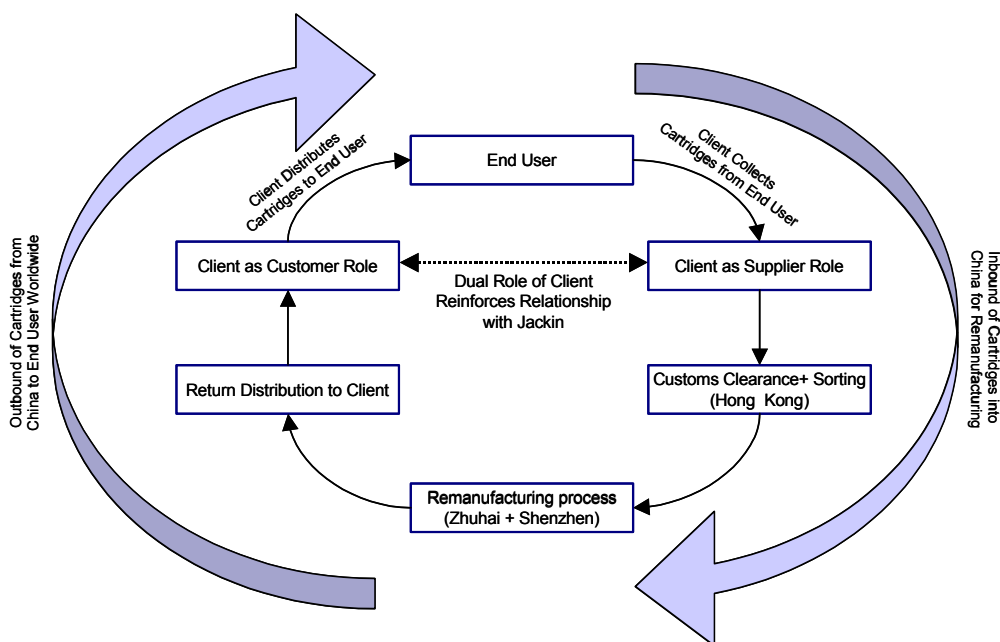 End User
Client Distributes
Cartridges to End User
Client Collects
Cartridges from End User
Client as Customer Role
Client as Supplier Role
Dual Role of Client
Reinforces Relationship
with Jackin
Outbound of Cartridges from
China to End User Worldwide
Inbound of Cartridges into
China for Remanufacturing
Return Distribution to Client
Customs Clearance+ Sorting
(Hong Kong)
Remanufacturing process
(Zhuhai + Shenzhen)